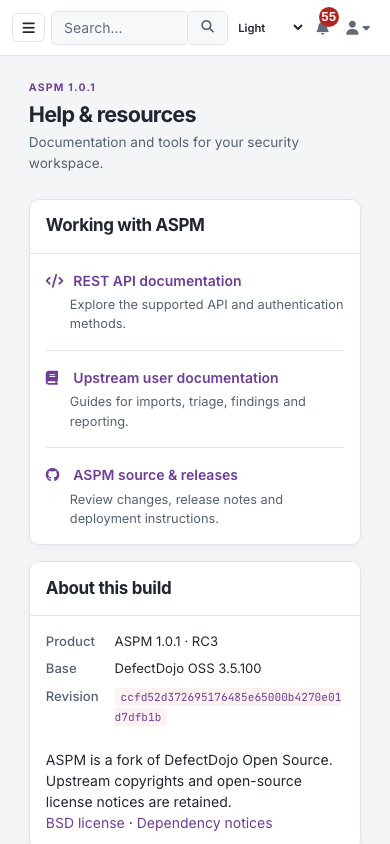 Search...
Light
55
ASPM 1.0.1
Help & resources
Documentation and tools for your security
workspace.
Working with ASPM
REST API documentation
Explore the supported API and authentication
methods.
Upstream user documentation
Guides for imports, triage, findings and
reporting.
ASPM source & releases
Review changes, release notes and
deployment instructions.
About this build
Product ASPM 1.0.1 · RC3
Base DefectDojo OSS 3.5.100
Revision ccfd52d372695176485e65000b4270e01
d7dfb1b
ASPM is a fork of DefectDojo Open Source.
Upstream copyrights and open-source
license notices are retained.
BSD license · Dependency notices